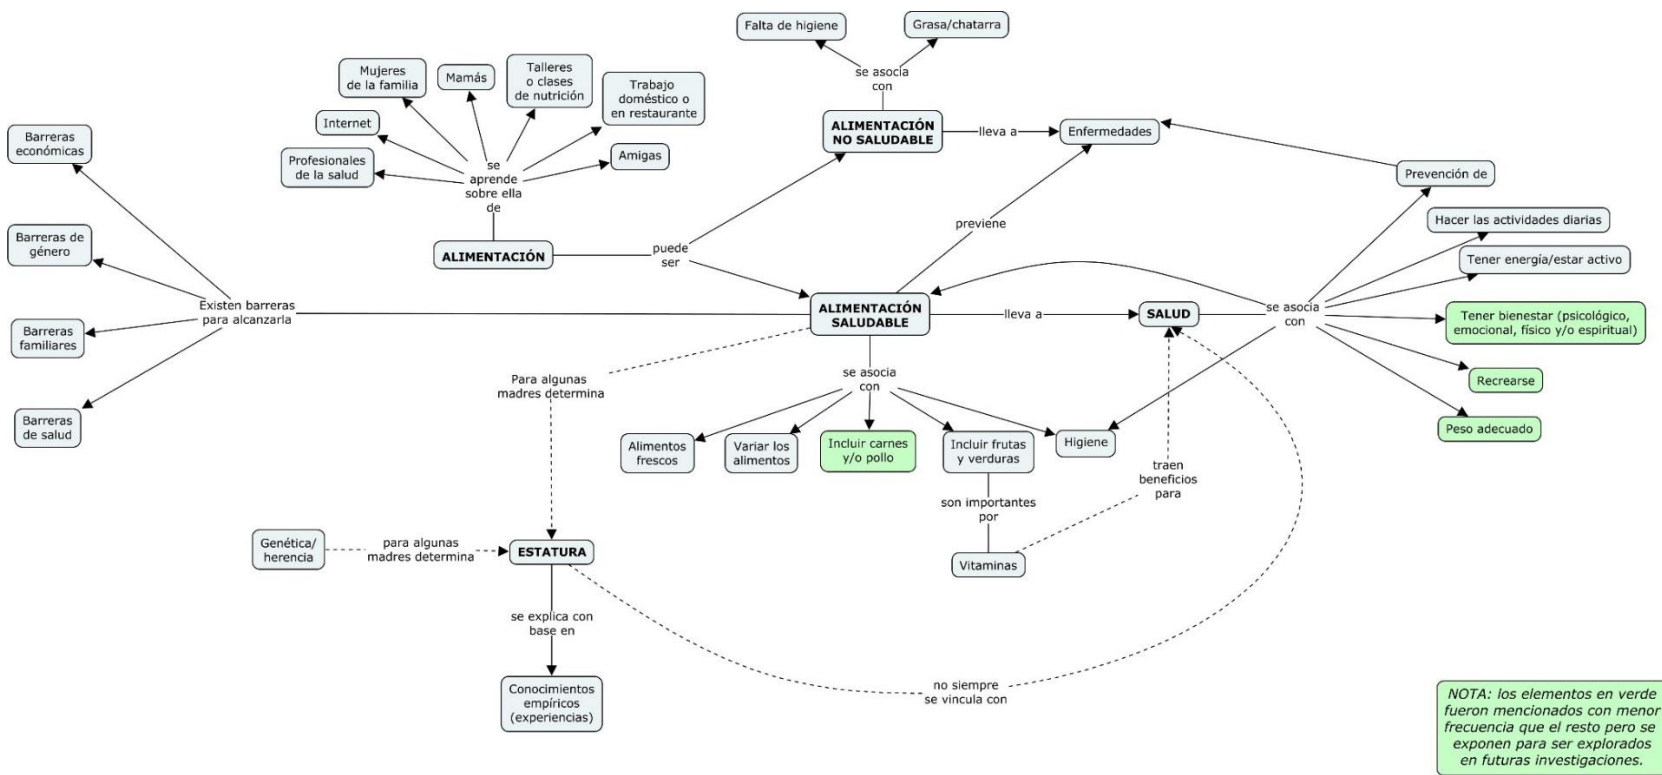 Falta de higiene
Grasa/chatarra
se asocia
con
ALIMENTACIÓN
NO SALUDABLE
lleva a
Enfermedades
Mujeres
de la familia
Mamás
Talleres
o clases
de nutrición
Trabajo
doméstico o
en restaurante
Internet
Profesionales
de la salud
Amigas
se
aprende
sobre ella
de
ALIMENTACIÓN
puede
ser
previene
Prevención de
Hacer las actividades diarias
Tener energía/estar activo
Tener bienestar (psicológico,
emocional, físico y/o espiritual)
Recrearse
Peso adecuado
se asocia
con
SALUD
lleva a
ALIMENTACIÓN
SALUDABLE
Existen barreras
para alcanzarla
Barreras
económicas
Barreras de
género
Barreras
familiares
Barreras
de salud
Para algunas
madres determina
se asocia
con
Alimentos
frescos
Variar los
alimentos
Incluir carnes
y/o pollo
Incluir frutas
y verduras
Higiene
son importantes
por
Vitaminas
traen
beneficios
para
Genética/
herencia
para algunas
madres determina
ESTATURA
se explica con
base en
Conocimientos
empíricos
(experiencias)
no siempre
se vincula con
NOTA: los elementos en verde
fueron mencionados con menor
frecuencia que el resto pero se
exponen para ser explorados
en futuras investigaciones.